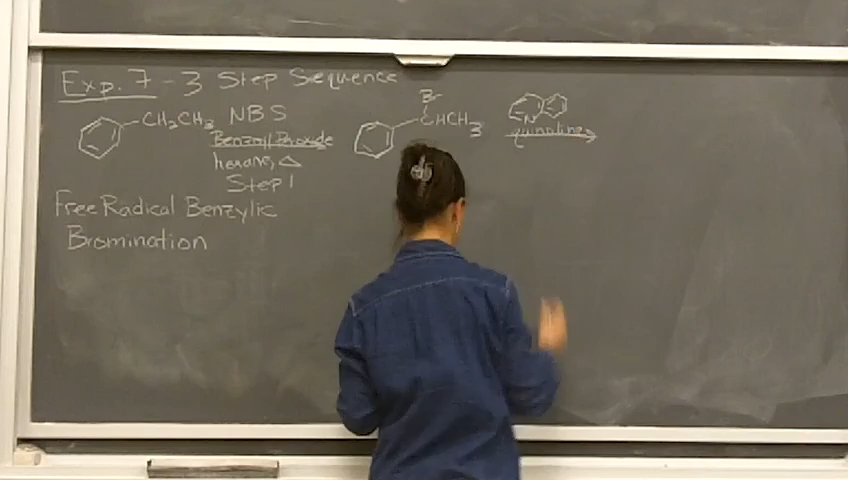 Exp. 7 - 3 Step Sequence
Br
CH2CH3 NBS CHCH3 N
Benzoyl Peroxide quinoline
hexane, Δ
Step 1
Free Radical Benzylic
Bromination